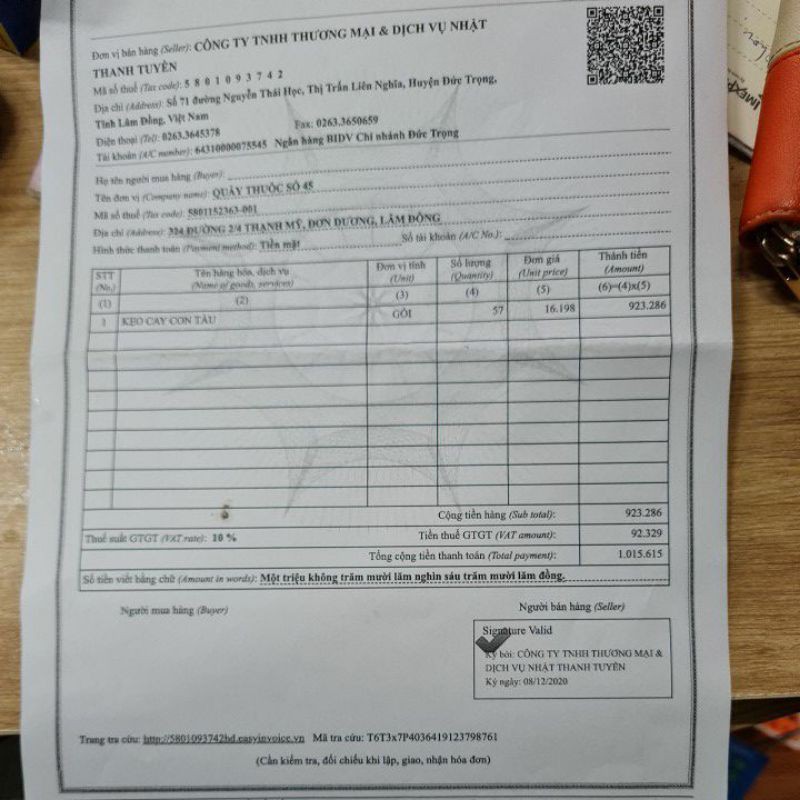 Đơn vị bán hàng (Seller): CÔNG TY TNHH THƯƠNG MẠI & DỊCH VỤ NHẬT
THANH TUYÊN
Mã số thuế (Tax code): 5 8 0 1 0 9 3 7 4 2
Địa chỉ (Address): Số 71 đường Nguyễn Thái Học, Thị Trấn Liên Nghĩa, Huyện Đức Trọng,
Tỉnh Lâm Đồng, Việt Nam
Điện thoại (Tel): 0263.3645378 Fax: 0263.3650659
Tài khoản (A/C member): 64310000075545 Ngân hàng BIDV Chi nhánh Đức Trọng
Họ tên người mua hàng (Buyer):
Tên đơn vị (Company name): QUẦY THUỐC SỐ 45
Mã số thuế (Tax code): 5801152363-001
Địa chỉ (Address): 324 ĐƯỜNG 2/4 THẠNH MỸ, ĐƠN DƯƠNG, LÂM ĐỒNG
Hình thức thanh toán (Payment method): Tiền mặt Số tài khoản (A/C No.):
STT (No.) Tên hàng hóa, dịch vụ (Name of goods, services) Đơn vị tính (Unit) Số lượng (Quantity) Đơn giá (Unit price) Thành tiền (Amount)
(1) (2) (3) (4) (5) (6)=(4)x(5)
1 KẸO CAY CON TÀU GÓI 57 16.198 923.286
Cộng tiền hàng (Sub total): 923.286
Thuế suất GTGT (VAT rate): 10 % Tiền thuế GTGT (VAT amount): 92.329
Tổng cộng tiền thanh toán (Total payment): 1.015.615
Số tiền viết bằng chữ (Amount in words): Một triệu không trăm mười lăm nghìn sáu trăm mười lăm đồng.
Người mua hàng (Buyer) Người bán hàng (Seller)
Signature Valid
Ký bởi: CÔNG TY TNHH THƯƠNG MẠI &
DỊCH VỤ NHẬT THANH TUYÊN
Ký ngày: 08/12/2020
Trang tra cứu: http://5801093742hd.easyinvoice.vn Mã tra cứu: T6T3x7P4036419123798761
(Cần kiểm tra, đối chiếu khi lập, giao, nhận hóa đơn)